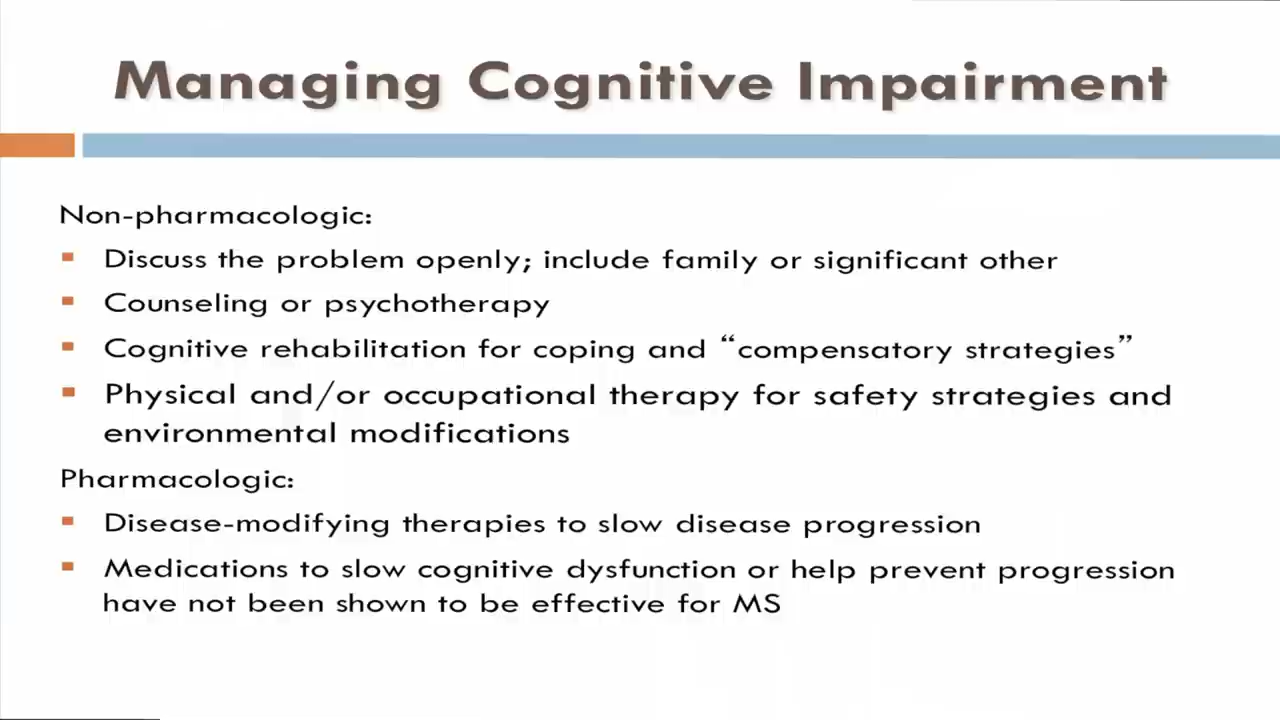 Managing Cognitive Impairment
Non-pharmacologic:
▪ Discuss the problem openly; include family or significant other
▪ Counseling or psychotherapy
▪ Cognitive rehabilitation for coping and “compensatory strategies”
▪ Physical and/or occupational therapy for safety strategies and
environmental modifications
Pharmacologic:
▪ Disease-modifying therapies to slow disease progression
▪ Medications to slow cognitive dysfunction or help prevent progression
have not been shown to be effective for MS